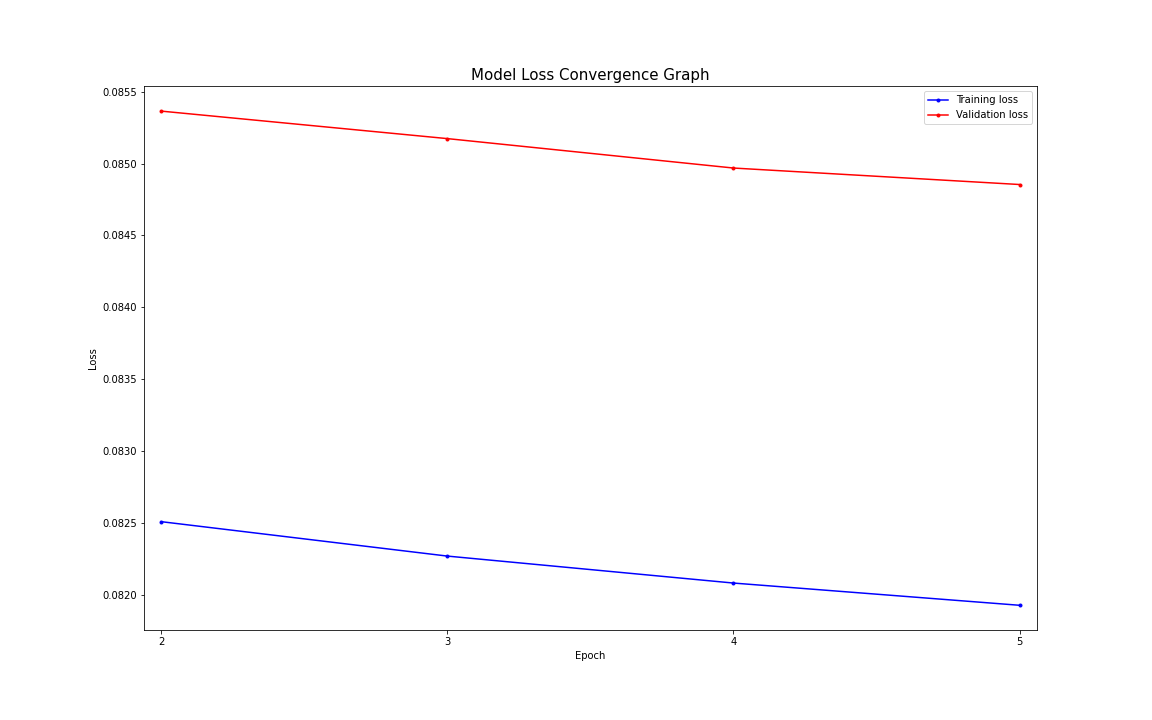 Model Loss Convergence Graph
Training loss
Validation loss
0.0855
0.0850
0.0845
0.0840
0.0835
0.0830
0.0825
0.0820
Loss
2 3 4 5
Epoch